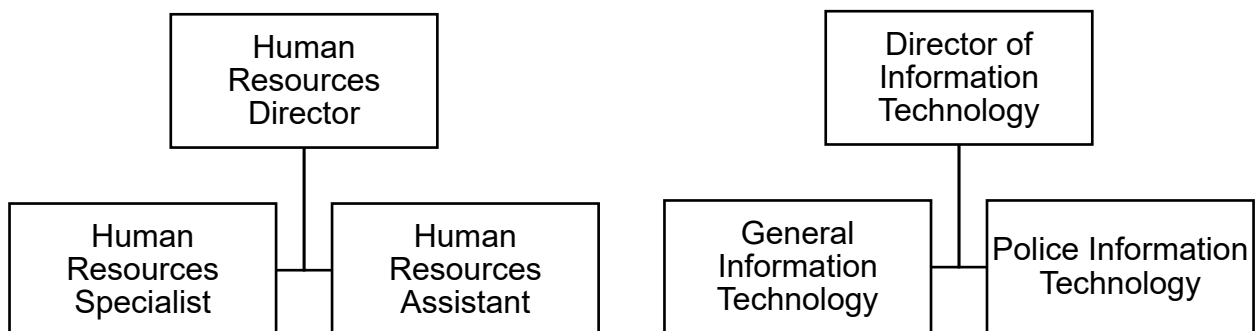 Human
Resources
Director
Director of
Information
Technology
Human
Resources
Specialist
Human
Resources
Assistant
General
Information
Technology
Police Information
Technology